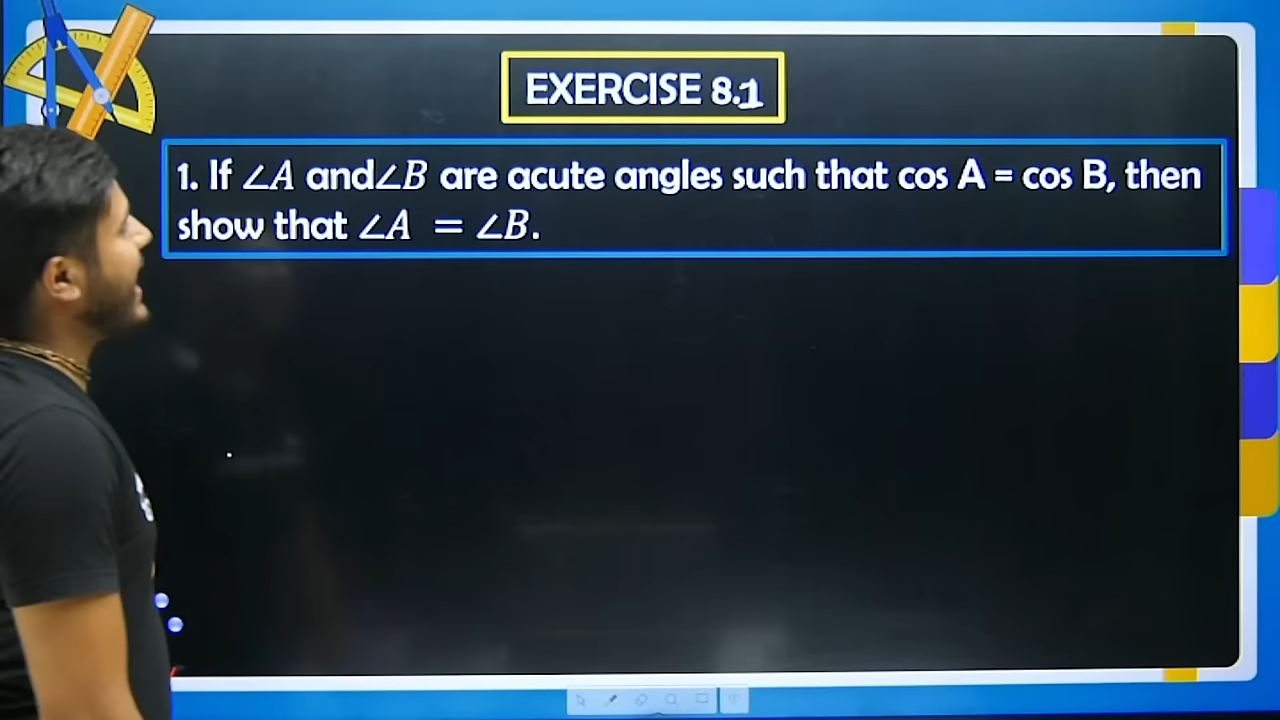 EXERCISE 8.1
1. If ∠A and∠B are acute angles such that cos A = cos B, then
show that ∠A = ∠B.